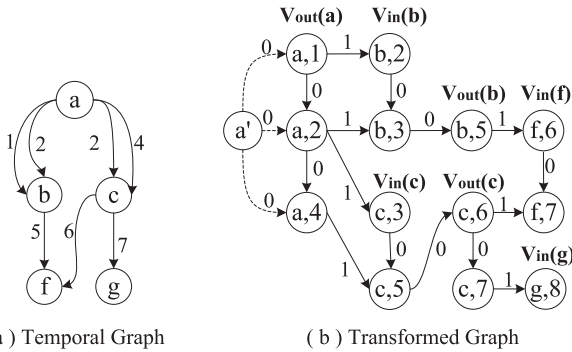 Vout(a) Vin(b)
0 a,1 1 b,2
a 0 0 Vout(b) Vin(f)
1 2 2 4 a' 0 a,2 1 b,3 0 b,5 1 f,6
b c 0 1 Vin(c) Vout(c) 0
0 a,4 c,3 c,6 1 f,7
5 6 7 1 0 0 0 Vin(g)
f g c,5 c,7 1 g,8
a ) Temporal Graph ( b ) Transformed Graph